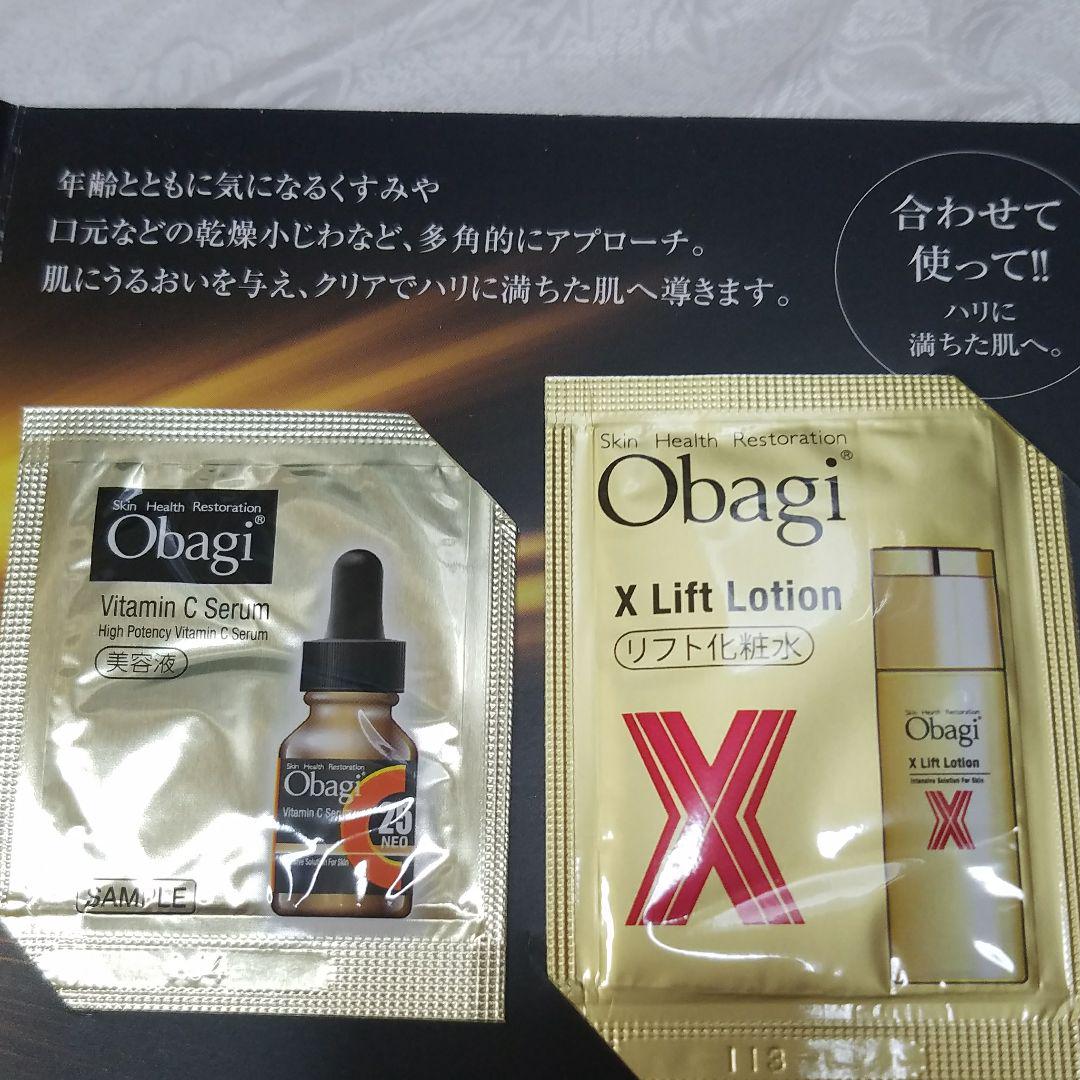 年齢とともに気になるくすみや
口元などの乾燥小じわなど、多角的にアプローチ。
肌にうるおいを与え、クリアでハリに満ちた肌へ導きます。
合わせて
使って!!
ハリに
満ちた肌へ。
Skin Health Restoration
Obagi®
Vitamin C Serum
High Potency Vitamin C Serum
美容液
Skin Health Restoration
Obagi®
Vitamin C Serum
25
NEO
Solution For Skin
SAMPLE
Skin Health Restoration
Obagi®
X Lift Lotion
リフト化粧水
X
Skin Health Restoration
Obagi®
X Lift Lotion
Intensive Solution For Skin
X
113